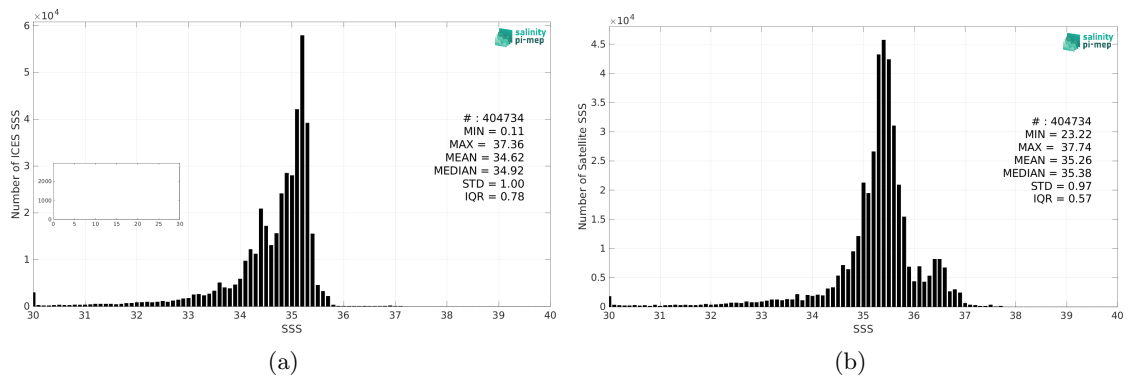 ×10⁴
6
5
4
3
2
1
0
Number of ICES SSS
salinity
pi-mep
# : 404734
MIN = 0.11
MAX = 37.36
MEAN = 34.62
MEDIAN = 34.92
STD = 1.00
IQR = 0.78
2000
1000
0
0 5 10 15 20 25 30
30 31 32 33 34 35 36 37 38 39 40
SSS
(a)
×10⁴
4.5
4
3.5
3
2.5
2
1.5
1
0.5
0
Number of Satellite SSS
salinity
pi-mep
# : 404734
MIN = 23.22
MAX = 37.74
MEAN = 35.26
MEDIAN = 35.38
STD = 0.97
IQR = 0.57
30 31 32 33 34 35 36 37 38 39 40
SSS
(b)